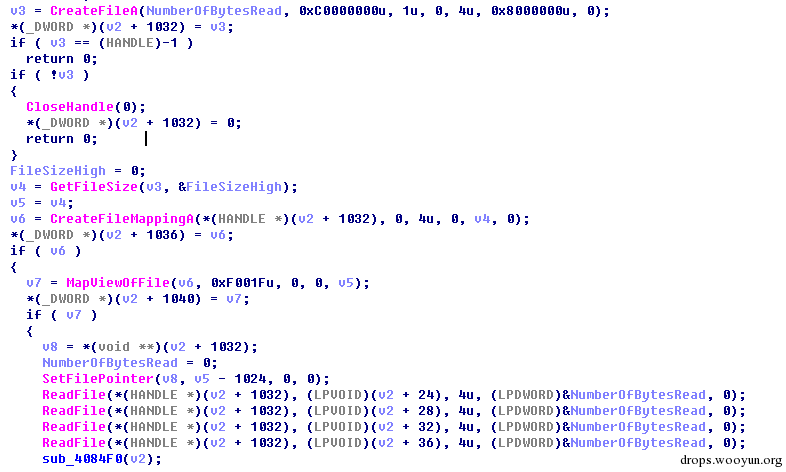 v3 = CreateFileA(NumberOfBytesRead, 0xC0000000u, 1u, 0, 4u, 0x8000000u, 0);
*(_DWORD *)(v2 + 1032) = v3;
if ( v3 == (HANDLE)-1 )
return 0;
if ( !v3 )
{
CloseHandle(0);
*(_DWORD *)(v2 + 1032) = 0;
return 0;
}
FileSizeHigh = 0;
v4 = GetFileSize(v3, &FileSizeHigh);
v5 = v4;
v6 = CreateFileMappingA(*(HANDLE *)(v2 + 1032), 0, 4u, 0, v4, 0);
*(_DWORD *)(v2 + 1036) = v6;
if ( v6 )
{
v7 = MapViewOfFile(v6, 0xF001Fu, 0, 0, v5);
*(_DWORD *)(v2 + 1040) = v7;
if ( v7 )
{
v8 = *(void **)(v2 + 1032);
NumberOfBytesRead = 0;
SetFilePointer(v8, v5 - 1024, 0, 0);
ReadFile(*(HANDLE *)(v2 + 1032), (LPVOID)(v2 + 24), 4u, (LPDWORD)&NumberOfBytesRead, 0);
ReadFile(*(HANDLE *)(v2 + 1032), (LPVOID)(v2 + 28), 4u, (LPDWORD)&NumberOfBytesRead, 0);
ReadFile(*(HANDLE *)(v2 + 1032), (LPVOID)(v2 + 32), 4u, (LPDWORD)&NumberOfBytesRead, 0);
ReadFile(*(HANDLE *)(v2 + 1032), (LPVOID)(v2 + 36), 4u, (LPDWORD)&NumberOfBytesRead, 0);
sub_4084F0(v2);
drops.wooyun.org